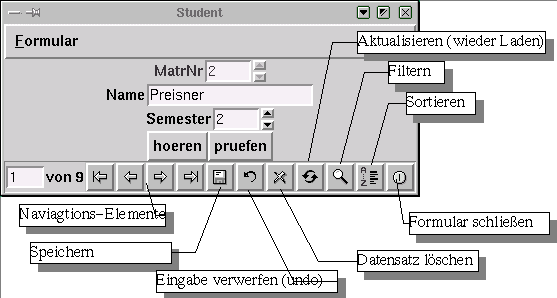 Student
Formular
Aktualisieren (wieder Laden)
MatrNr 2
Filtern
Name Preisner
Sortieren
Semester 2
hoeren pruefen
1 von 9
Naviagtions-Elemente
Formular schließen
Speichern
Datensatz löschen
Eingabe verwerfen (undo)